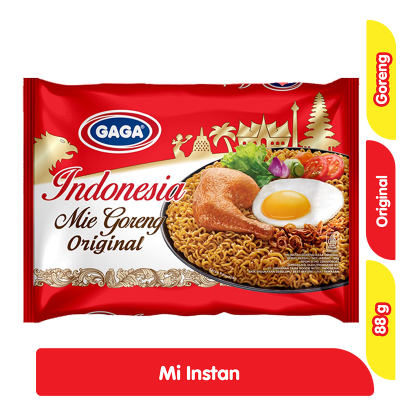 GAGA
Indonesia
Mie Goreng
Original
Goreng
Original
88 g
Mi Instan